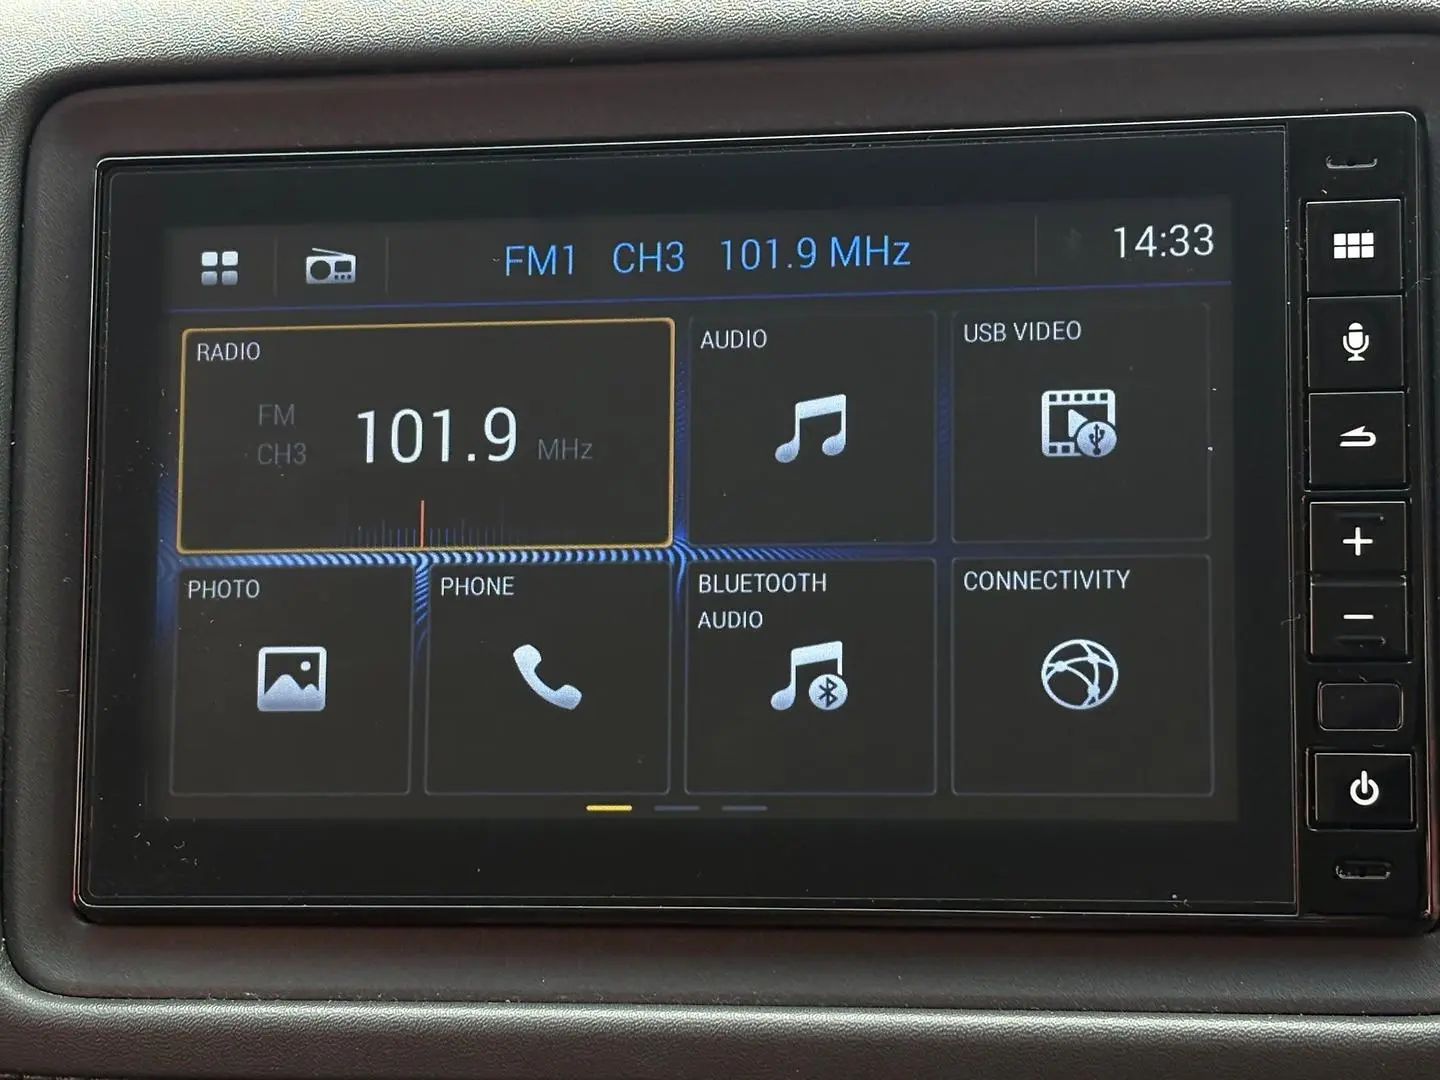 FM1 CH3 101.9 MHz 14:33
RADIO
FM
CH3
101.9 MHz
AUDIO
USB VIDEO
PHOTO
PHONE
BLUETOOTH
AUDIO
CONNECTIVITY